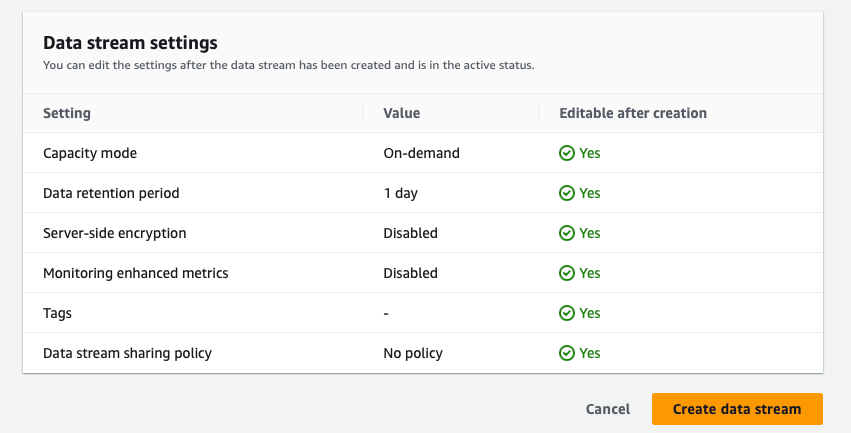 Data stream settings
You can edit the settings after the data stream has been created and is in the active status.
Setting Value Editable after creation
Capacity mode On-demand Yes
Data retention period 1 day Yes
Server-side encryption Disabled Yes
Monitoring enhanced metrics Disabled Yes
Tags - Yes
Data stream sharing policy No policy Yes
Cancel Create data stream